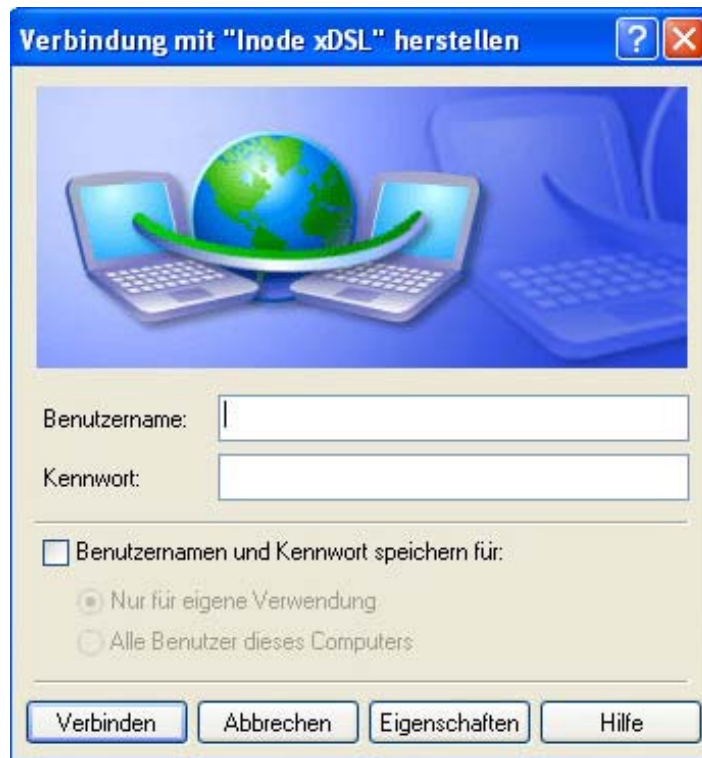 Verbindung mit "Inode xDSL" herstellen
Benutzername:
Kennwort:
Benutzernamen und Kennwort speichern für:
Nur für eigene Verwendung
Alle Benutzer dieses Computers
Verbinden Abbrechen Eigenschaften Hilfe